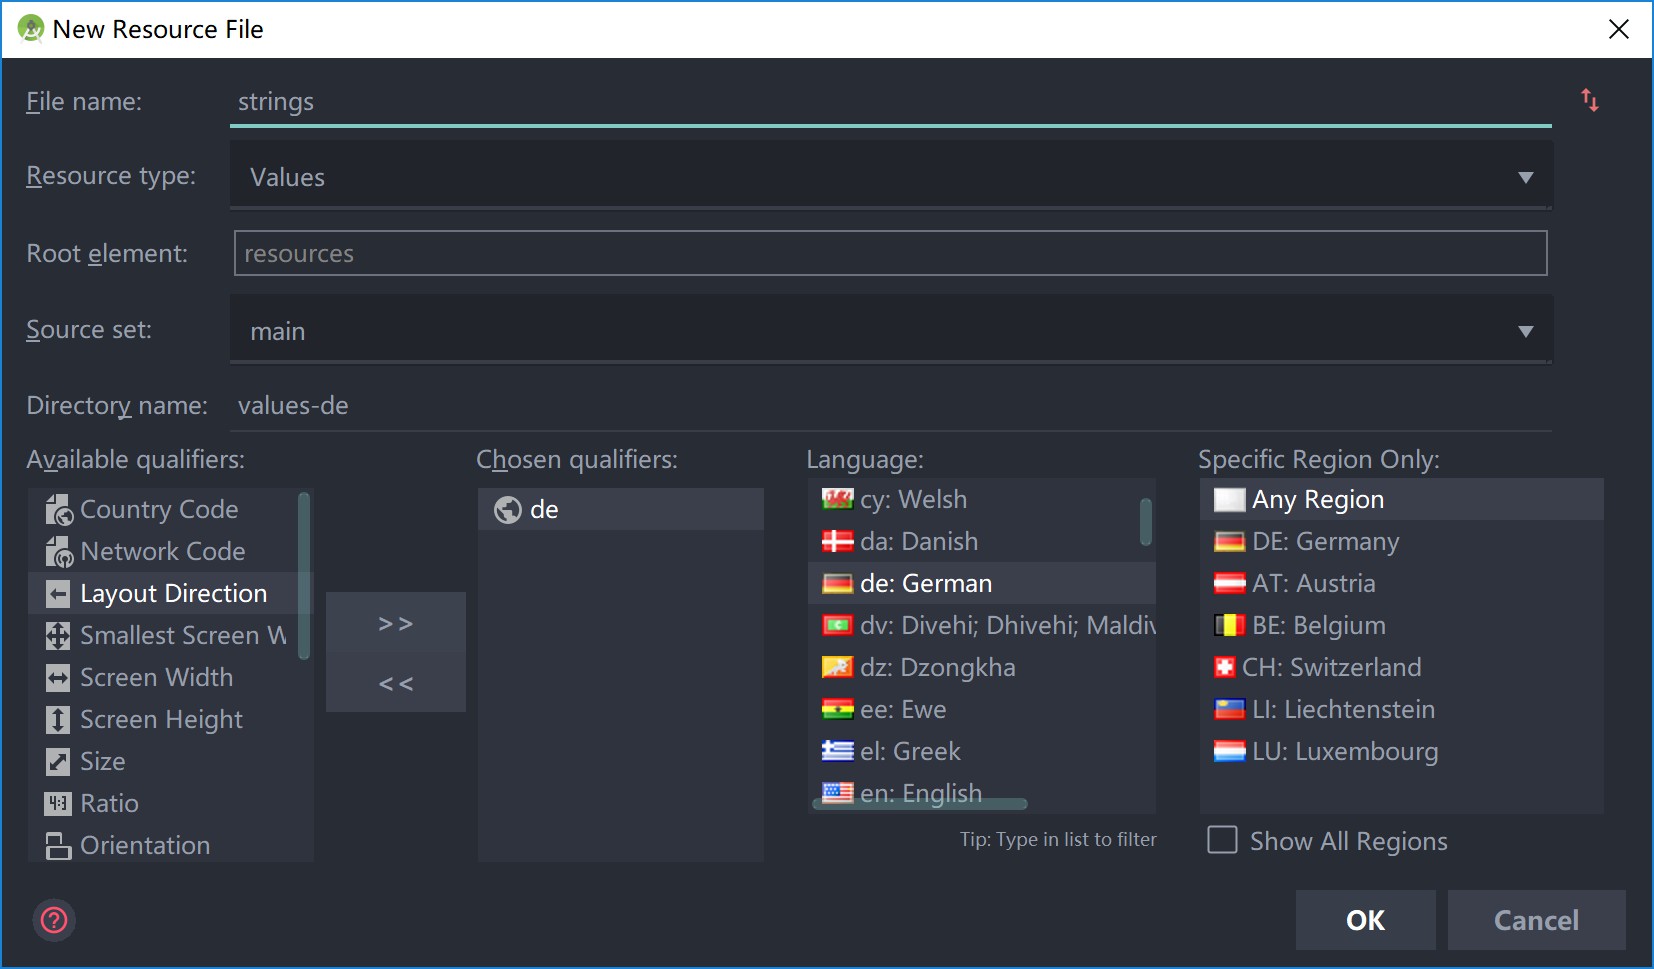 New Resource File
File name: strings
Resource type: Values
Root element: resources
Source set: main
Directory name: values-de
Available qualifiers:
Country Code
Network Code
Layout Direction
Smallest Screen W
Screen Width
Screen Height
Size
4:3 Ratio
Orientation
>>
<<
Chosen qualifiers:
de
Language:
cy: Welsh
da: Danish
de: German
dv: Divehi; Dhivehi; Maldiv
dz: Dzongkha
ee: Ewe
el: Greek
en: English
Tip: Type in list to filter
Specific Region Only:
Any Region
DE: Germany
AT: Austria
BE: Belgium
CH: Switzerland
LI: Liechtenstein
LU: Luxembourg
Show All Regions
?
OK
Cancel